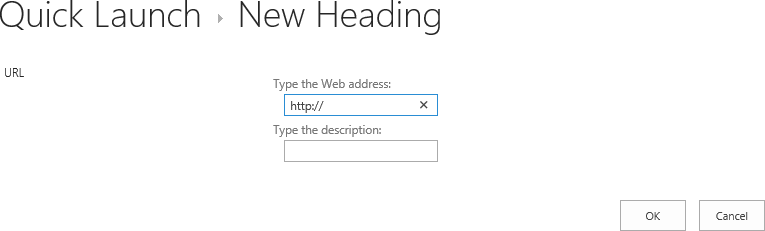 Quick Launch ▸ New Heading
URL
Type the Web address:
http://
Type the description:
OK Cancel